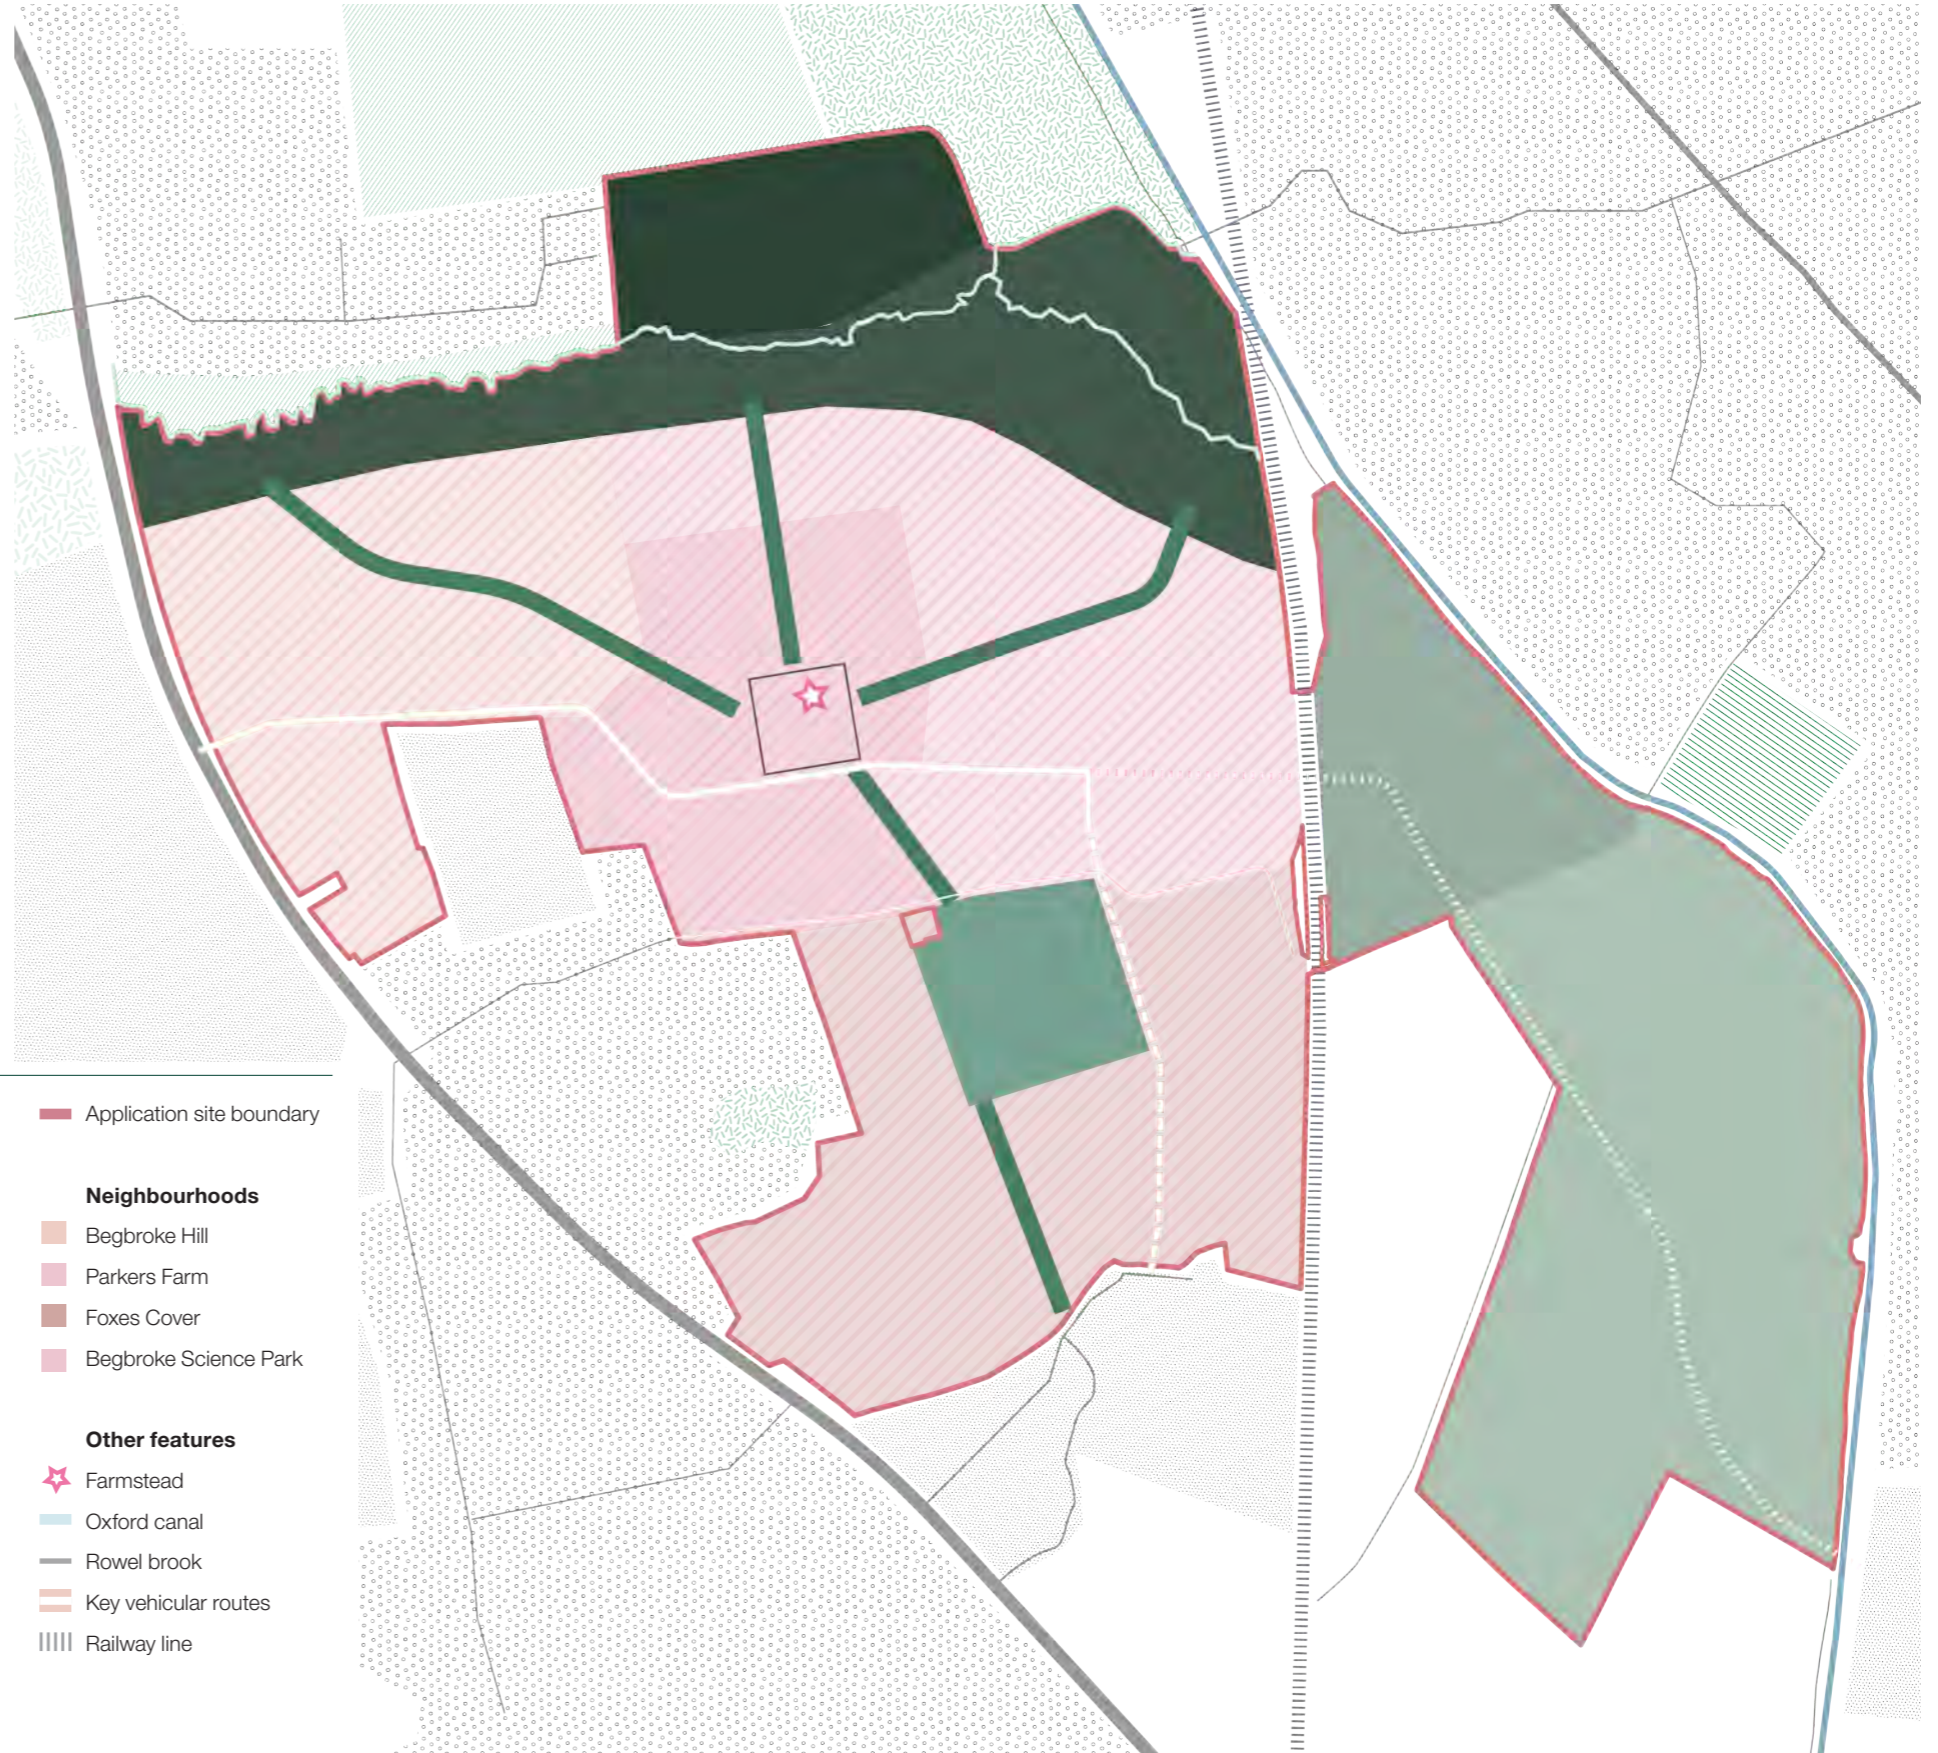 Application site boundary
Neighbourhoods
Begbroke Hill
Parkers Farm
Foxes Cover
Begbroke Science Park
Other features
Farmstead
Oxford canal
Rowel brook
Key vehicular routes
Railway line